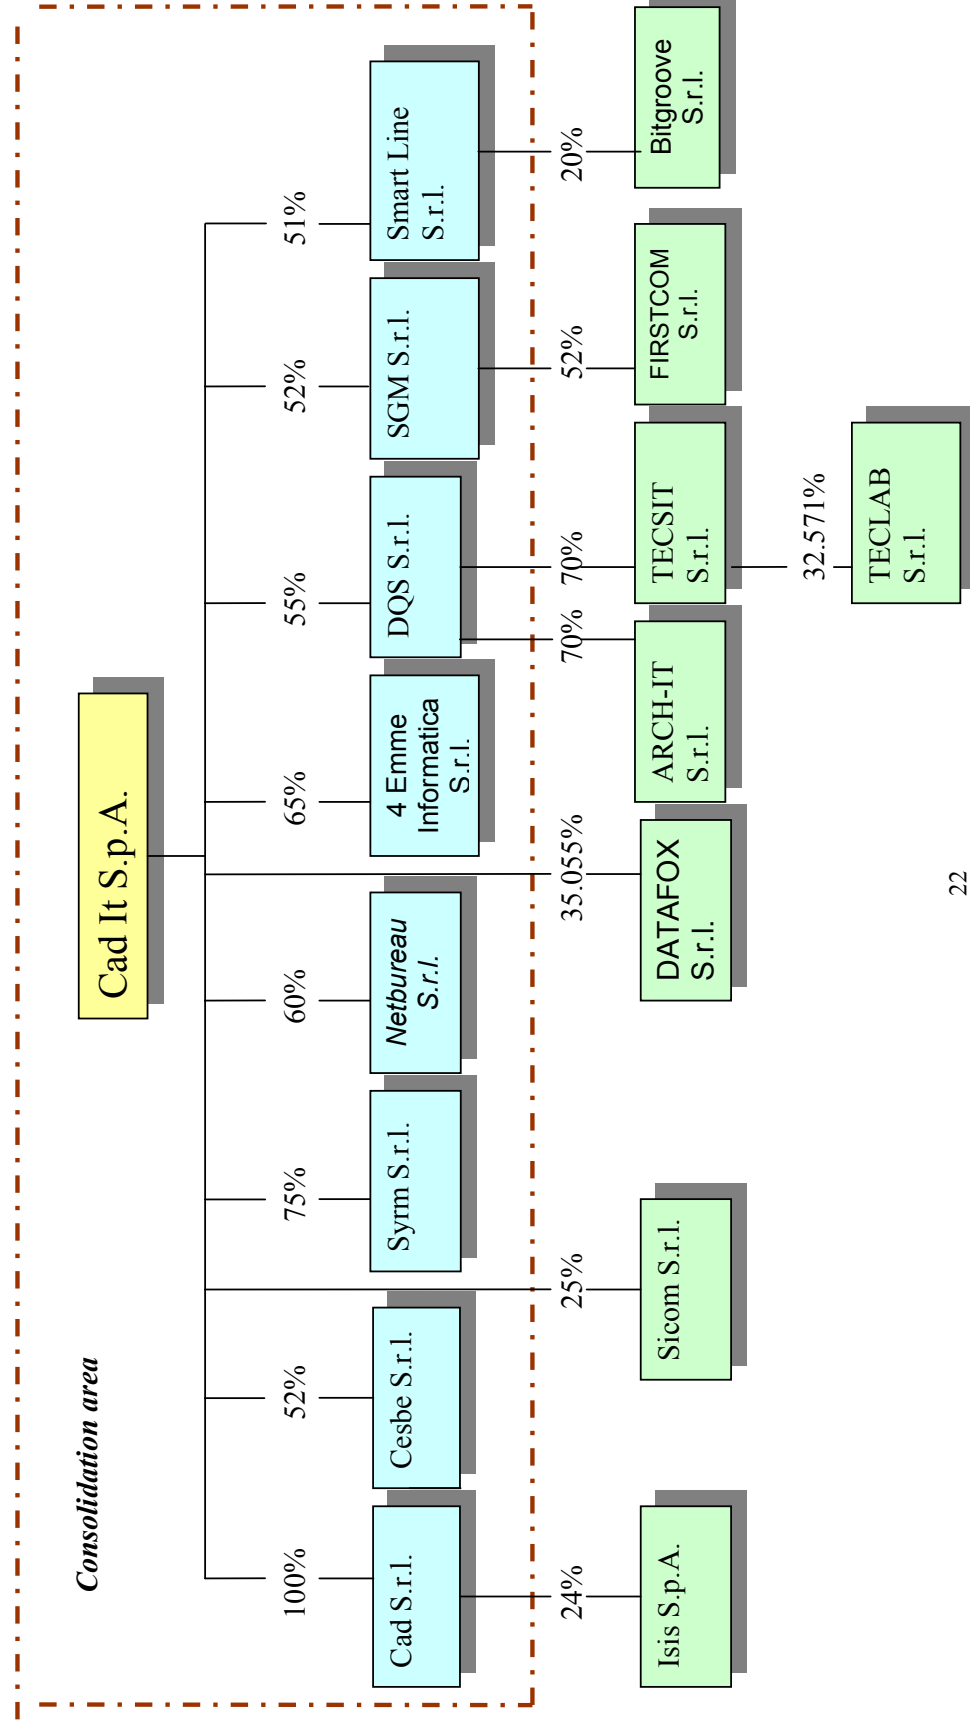 Consolidation area
Cad It S.p.A.
100%
52%
75%
60%
65%
55%
52%
51%
Cad S.r.l.
Cesbe S.r.l.
Syrm S.r.l.
Netbureau
S.r.l.
4 Emme
Informatica
S.r.l.
DQS S.r.l.
SGM S.r.l.
Smart Line
S.r.l.
24%
25%
35.055%
70%
70%
52%
20%
Isis S.p.A.
Sicom S.r.l.
DATAFOX
S.r.l.
ARCH-IT
S.r.l.
TECSIT
S.r.l.
FIRSTCOM
S.r.l.
Bitgroove
S.r.l.
32.571%
TECLAB
S.r.l.
22